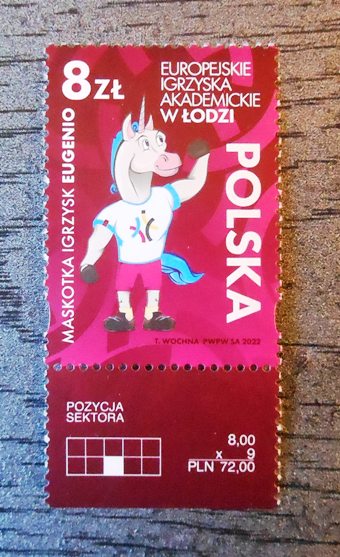 8 ZŁ
EUROPEJSKIE
IGRZYSKA
AKADEMICKIE
W ŁODZI
MASKOTKA IGRZYSK EUGENIO
POLSKA
T. WOCHNA PWPW SA 2022
POZYCJA
SEKTORA
8,00
x 9
PLN 72,00